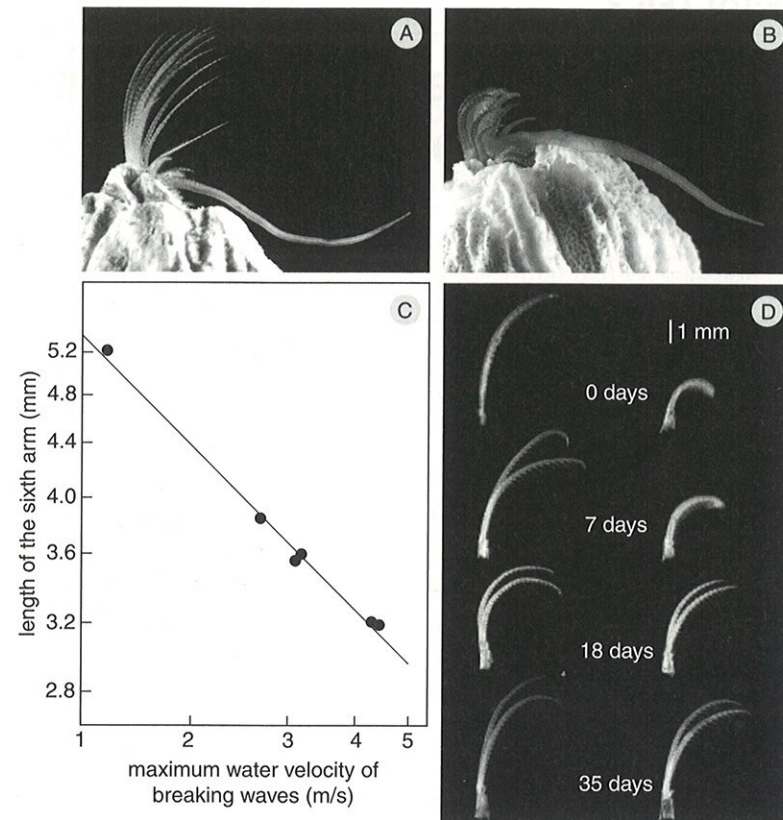 A
B
C
5.2
4.8
4.4
4.0
3.6
3.2
2.8
length of the sixth arm (mm)
1
2
3
4
5
maximum water velocity of
breaking waves (m/s)
D
1 mm
0 days
7 days
18 days
35 days